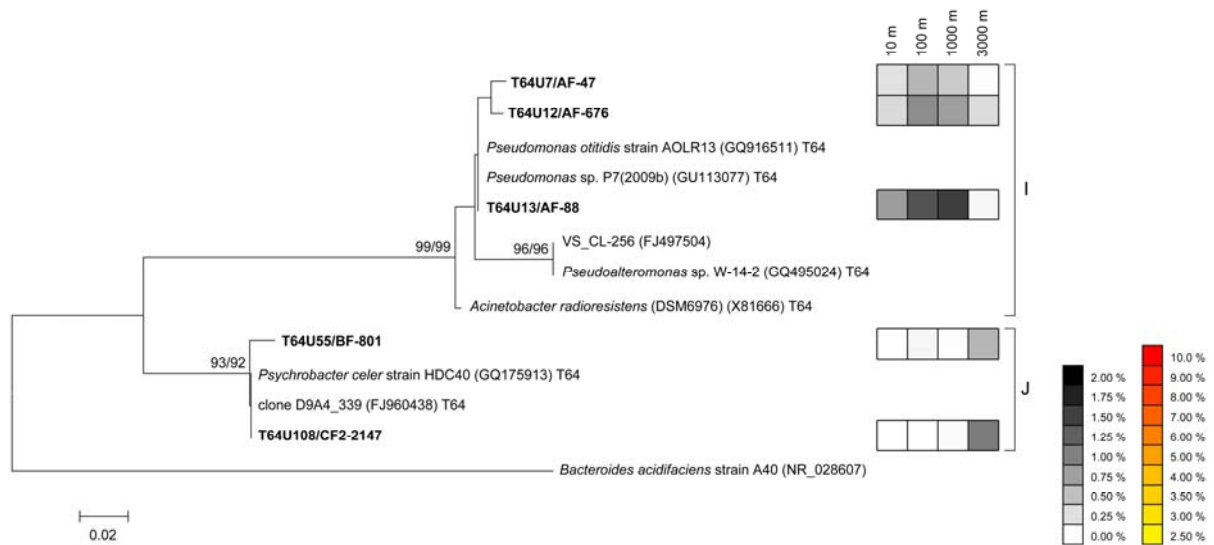 10 m 100 m 1000 m 3000 m
T64U7/AF-47
T64U12/AF-676
Pseudomonas otitidis strain AOLR13 (GQ916511) T64
Pseudomonas sp. P7(2009b) (GU113077) T64
I
T64U13/AF-88
99/99
96/96
VS_CL-256 (FJ497504)
Pseudoalteromonas sp. W-14-2 (GQ495024) T64
Acinetobacter radioresistens (DSM6976) (X81666) T64
T64U55/BF-801
93/92
Psychrobacter celer strain HDC40 (GQ175913) T64
J
clone D9A4_339 (FJ960438) T64
T64U108/CF2-2147
Bacteroides acidifaciens strain A40 (NR_028607)
0.02
2.00 %
1.75 %
1.50 %
1.25 %
1.00 %
0.75 %
0.50 %
0.25 %
0.00 %
10.0 %
9.00 %
8.00 %
7.00 %
6.00 %
5.00 %
4.00 %
3.50 %
3.00 %
2.50 %